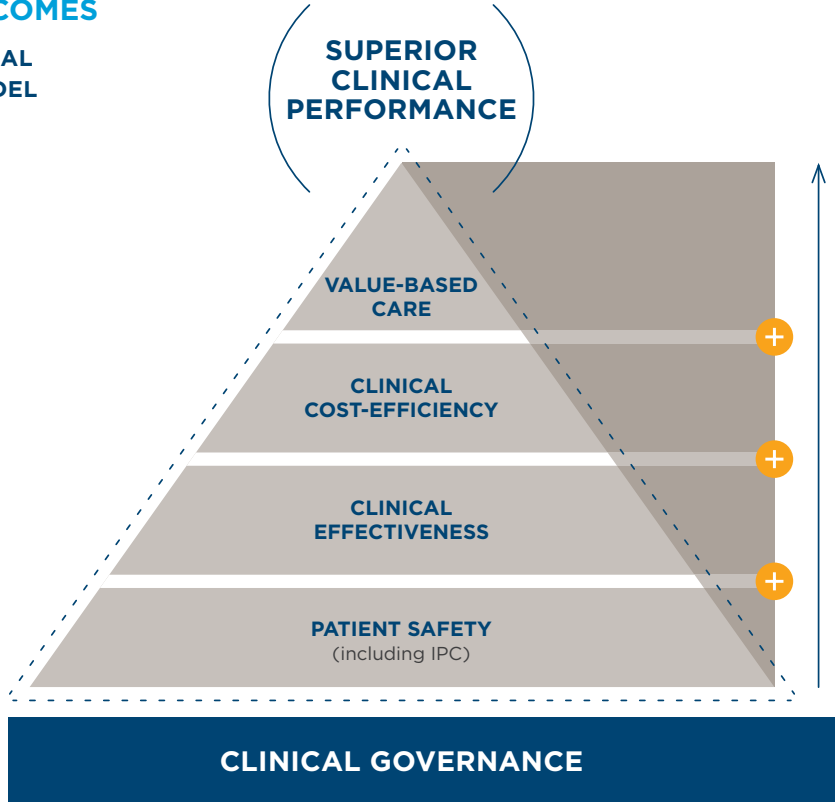 COMES
AL
DEL
SUPERIOR
CLINICAL
PERFORMANCE
VALUE-BASED
CARE
CLINICAL
COST-EFFICIENCY
CLINICAL
EFFECTIVENESS
PATIENT SAFETY
(including IPC)
CLINICAL GOVERNANCE